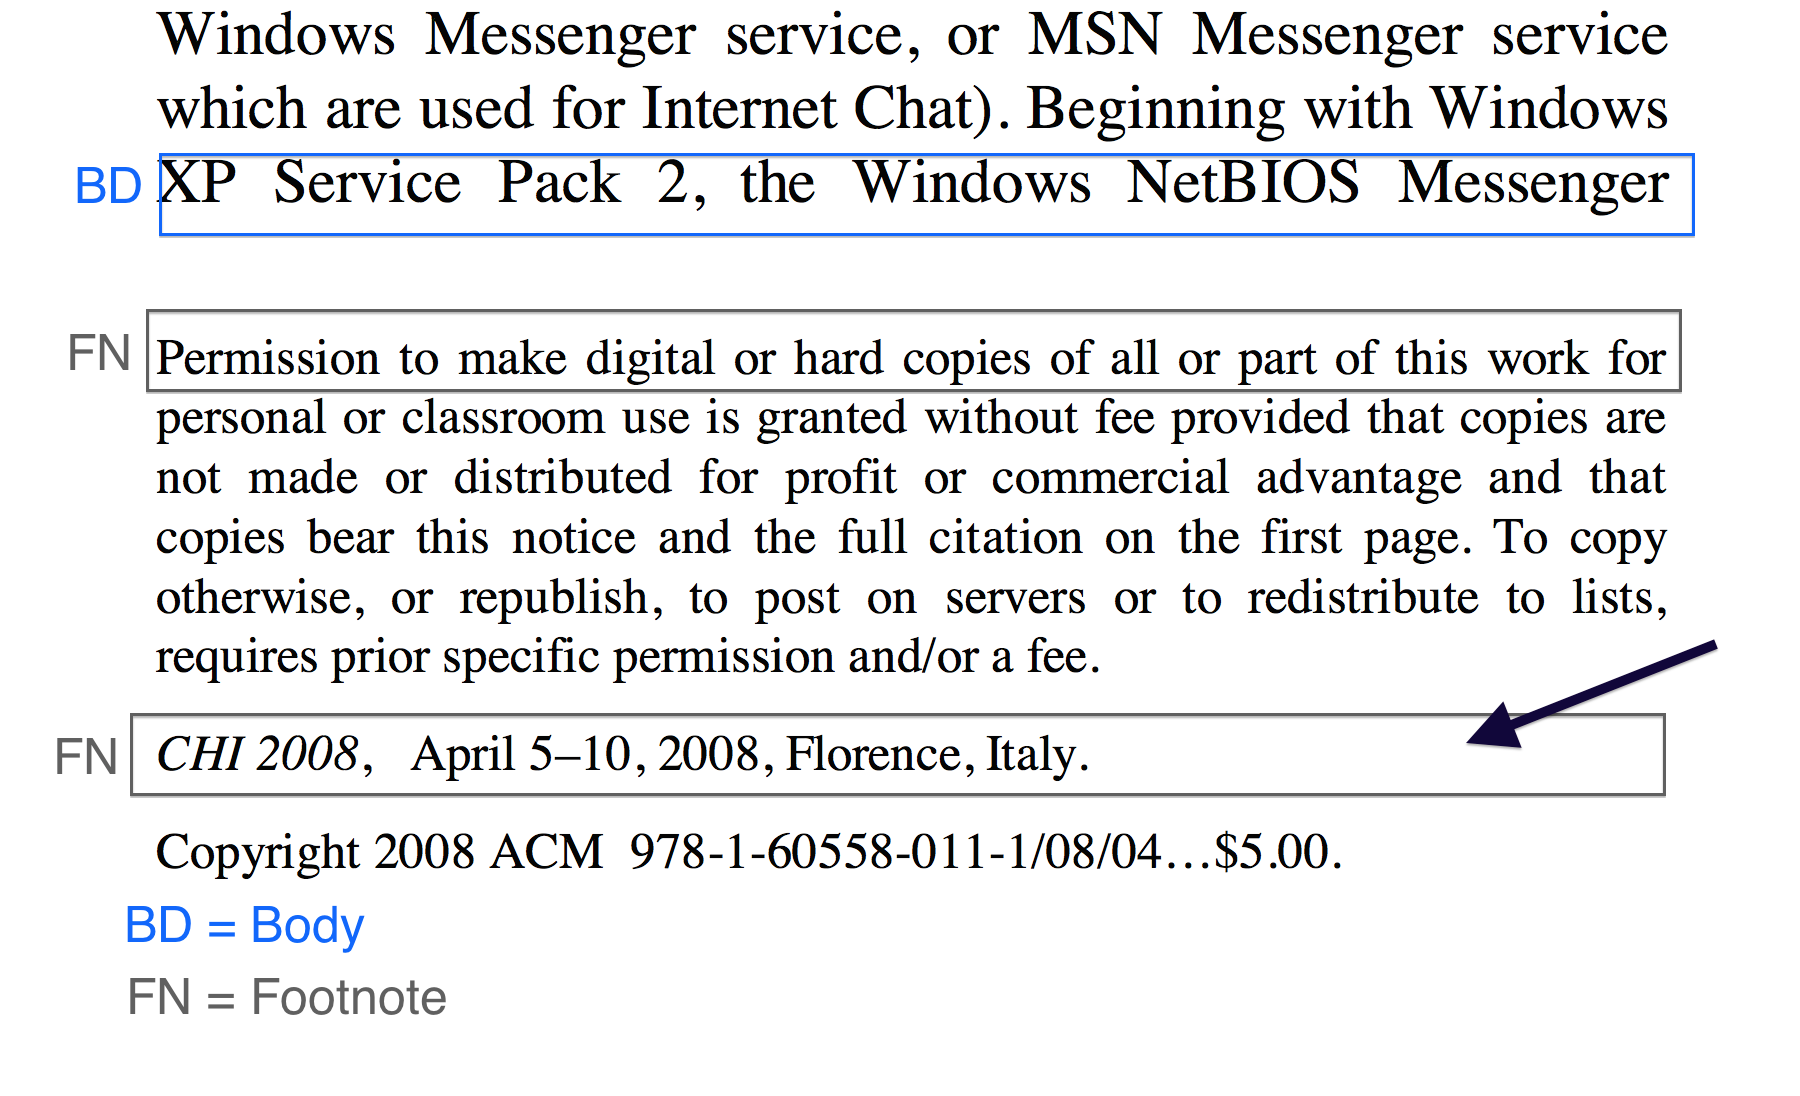 Windows Messenger service, or MSN Messenger service
which are used for Internet Chat). Beginning with Windows
BD XP Service Pack 2, the Windows NetBIOS Messenger
FN Permission to make digital or hard copies of all or part of this work for
personal or classroom use is granted without fee provided that copies are
not made or distributed for profit or commercial advantage and that
copies bear this notice and the full citation on the first page. To copy
otherwise, or republish, to post on servers or to redistribute to lists,
requires prior specific permission and/or a fee.
FN CHI 2008, April 5–10, 2008, Florence, Italy.
Copyright 2008 ACM 978-1-60558-011-1/08/04…$5.00.
BD = Body
FN = Footnote